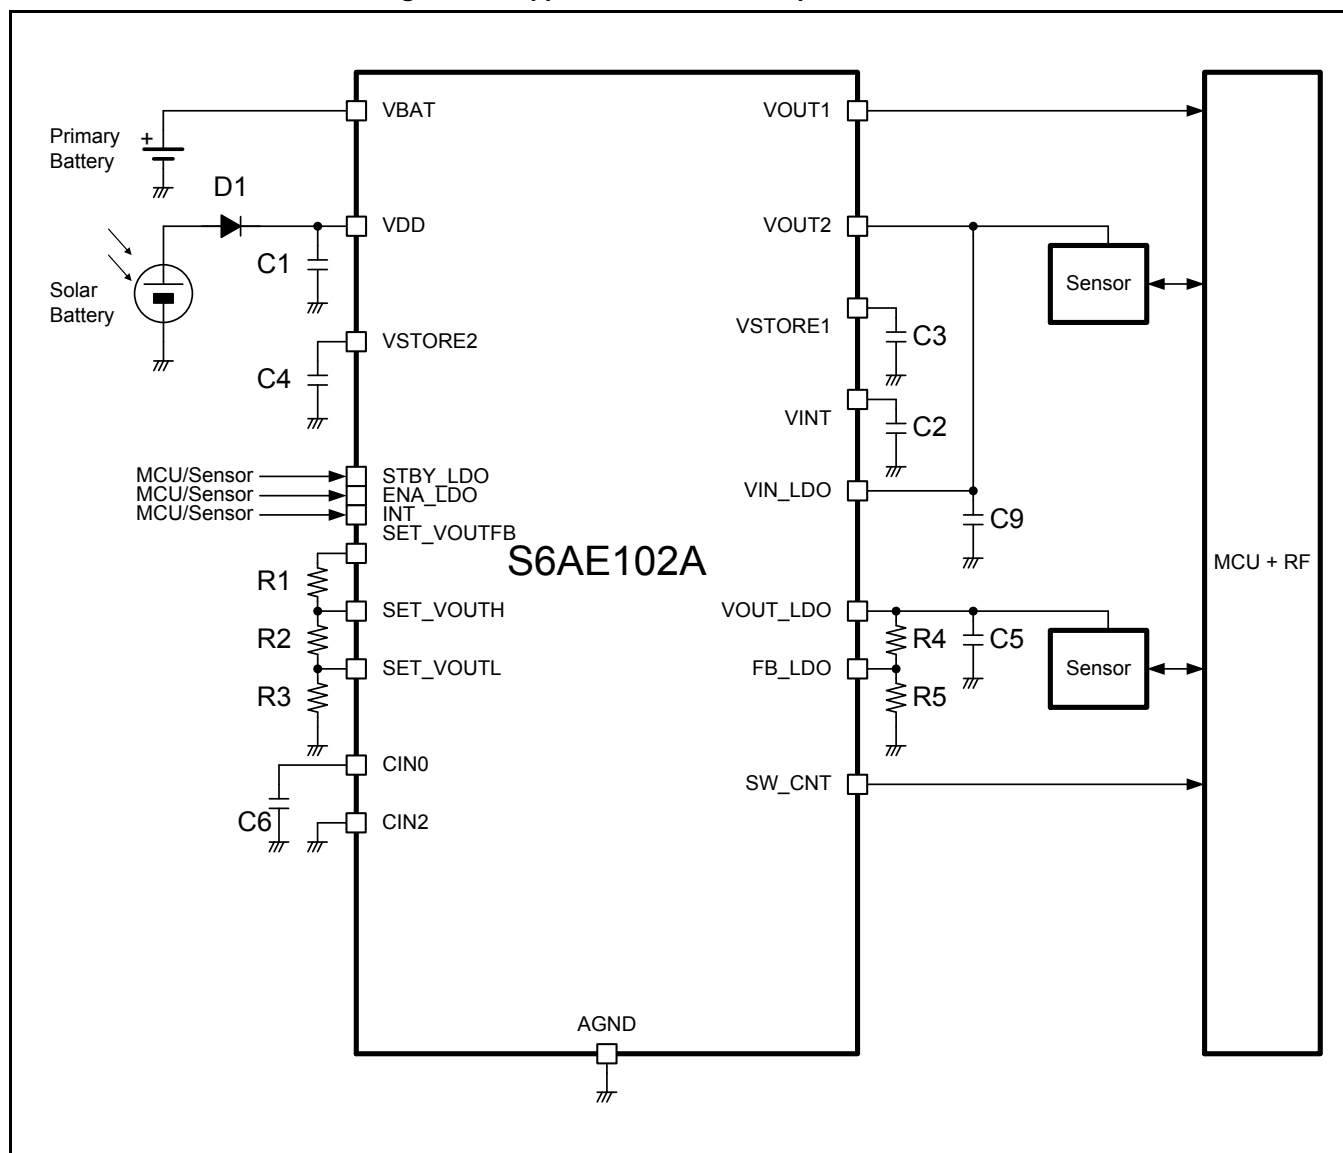 VBAT
VOUT1
Primary
Battery
+
D1
VDD
VOUT2
C1
Solar
Battery
Sensor
VSTORE1
C3
VSTORE2
C4
VINT
C2
MCU/Sensor
STBY_LDO
MCU/Sensor
ENA_LDO
MCU/Sensor
INT
SET_VOUTFB
VIN_LDO
C9
S6AE102A
MCU + RF
R1
SET_VOUTH
VOUT_LDO
R2
R4
C5
SET_VOUTL
FB_LDO
Sensor
R3
R5
CIN0
SW_CNT
C6
CIN2
AGND